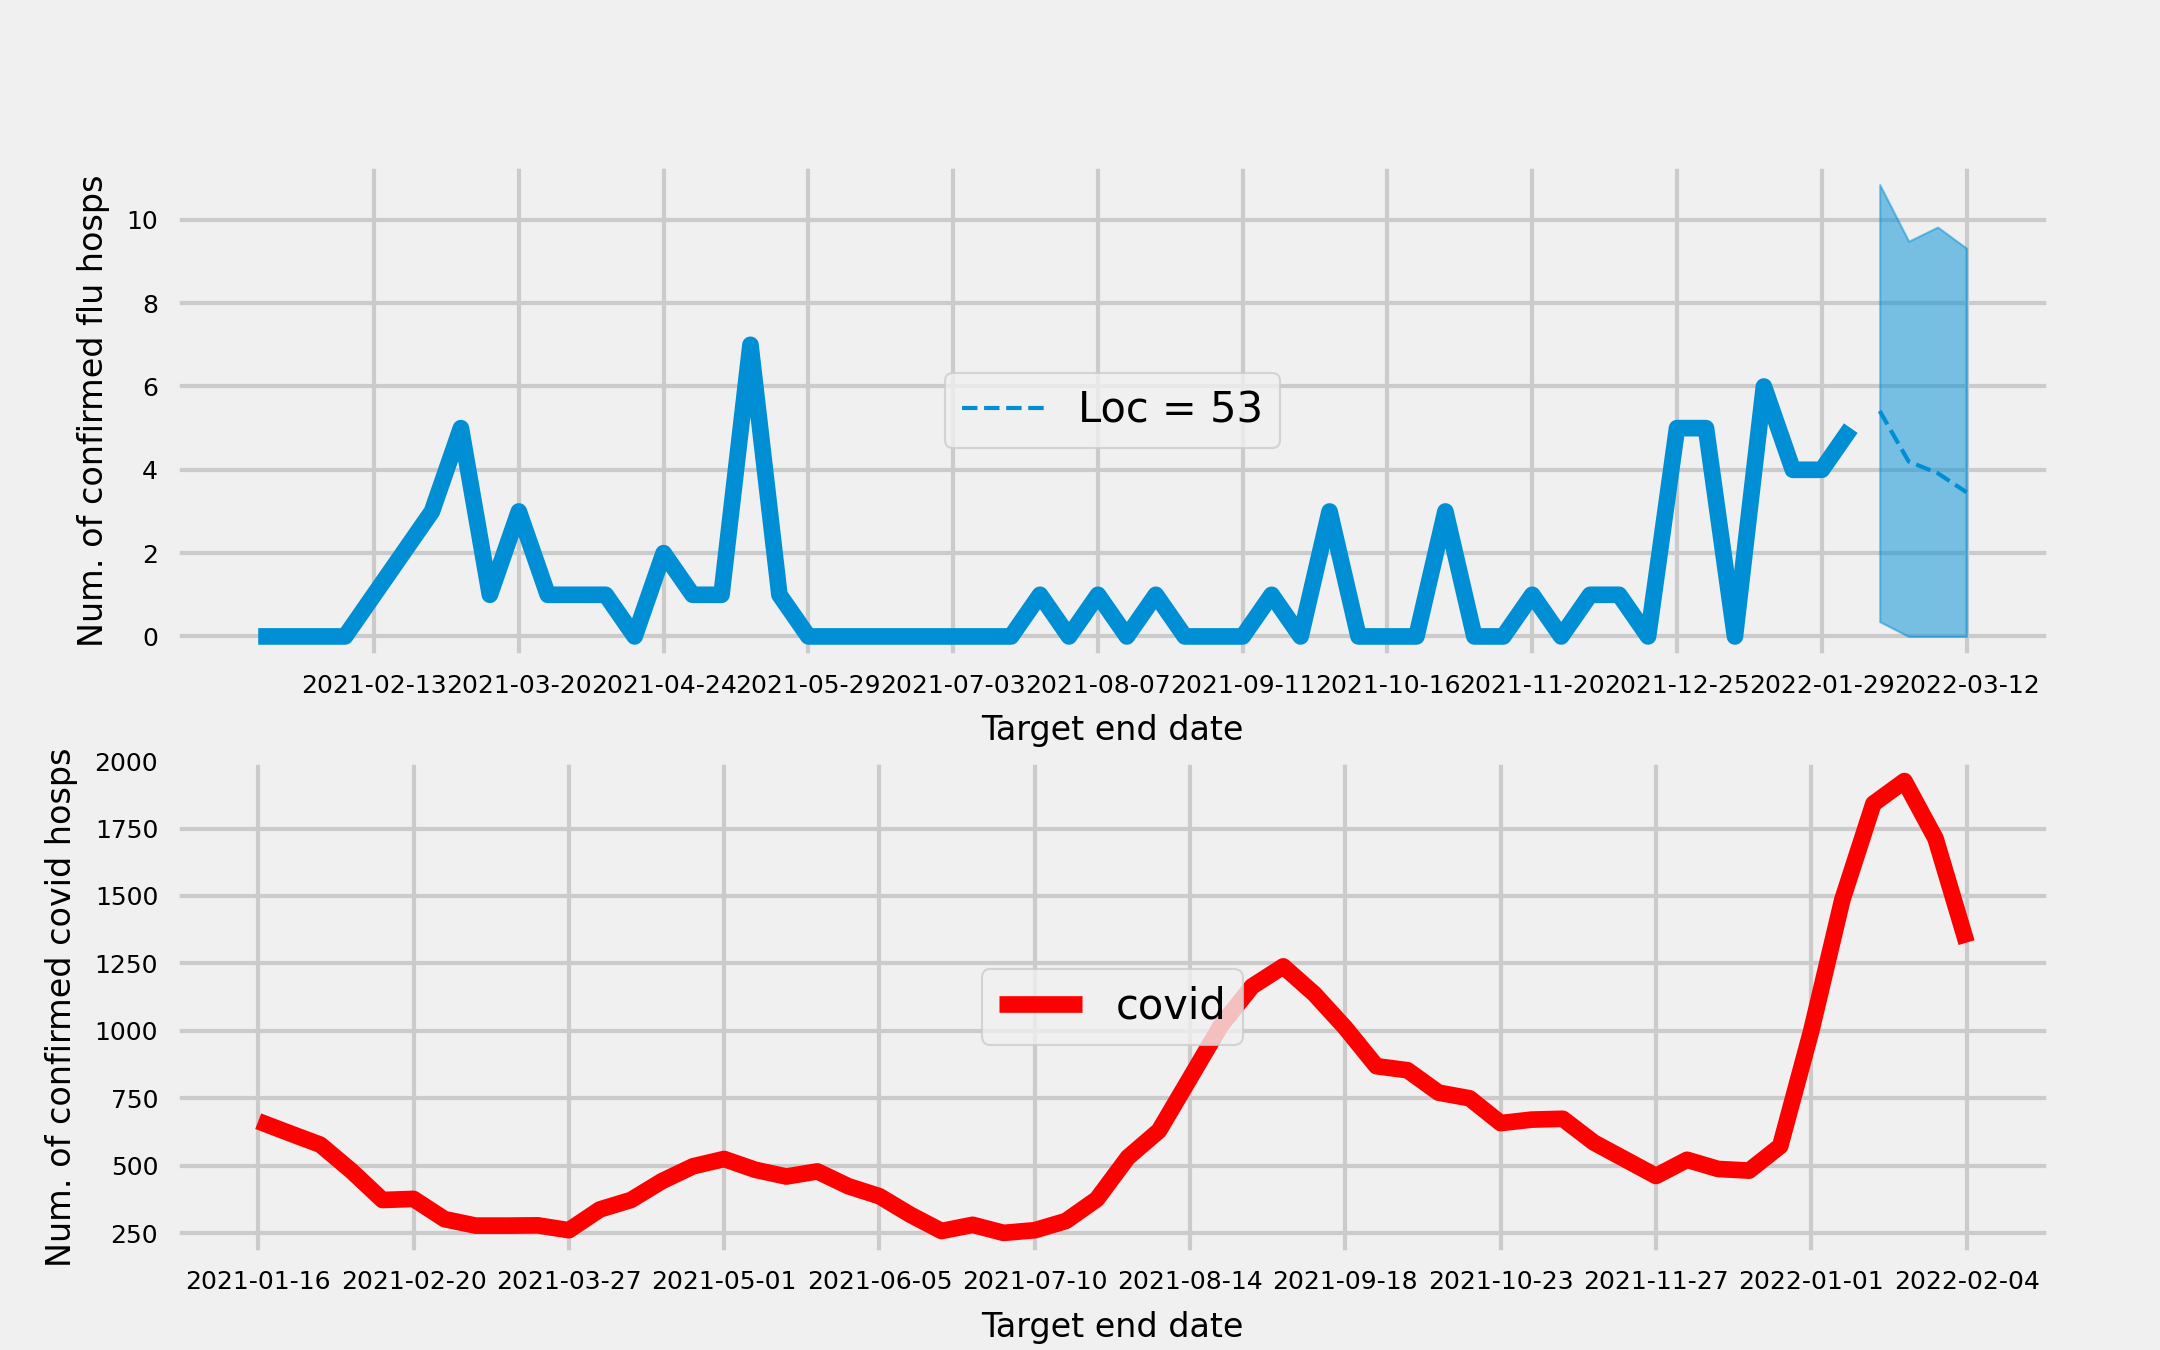 Num. of confirmed flu hosps
10
8
6
4
2
0
Loc = 53
2021-02-13 2021-03-20 2021-04-24 2021-05-29 2021-07-03 2021-08-07 2021-09-11 2021-10-16 2021-11-20 2021-12-25 2022-01-29 2022-03-12
Target end date
Num. of confirmed covid hosps
2000
1750
1500
1250
1000
750
500
250
covid
2021-01-16 2021-02-20 2021-03-27 2021-05-01 2021-06-05 2021-07-10 2021-08-14 2021-09-18 2021-10-23 2021-11-27 2022-01-01 2022-02-04
Target end date